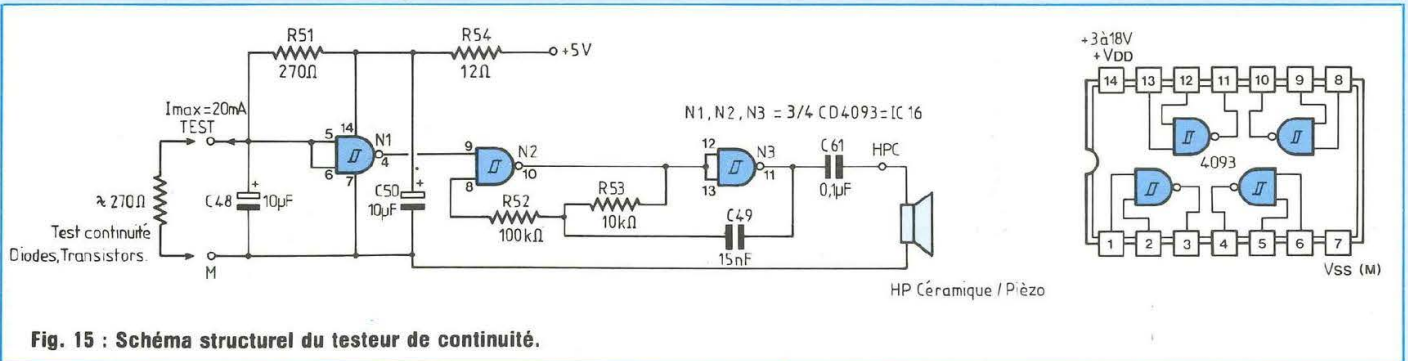 R51
270Ω
R54
12Ω
+5V
Imax=20mA
TEST
5
6
14
7
N1
4
≈270Ω
Test continuité
Diodes,Transistors.
M
C48
+
10µF
C50
+
10µF
9
8
N2
10
R52
100kΩ
R53
10kΩ
N1,N2,N3 = 3/4 CD4093=IC16
12
13
N3
11
C49
15nF
C61
0,1µF
HPC
HP Céramique / Pièzo
+3à18V
+VDD
14
13
12
11
10
9
8
4093
1
2
3
4
5
6
7
VSS (M)
Fig. 15 : Schéma structurel du testeur de continuité.